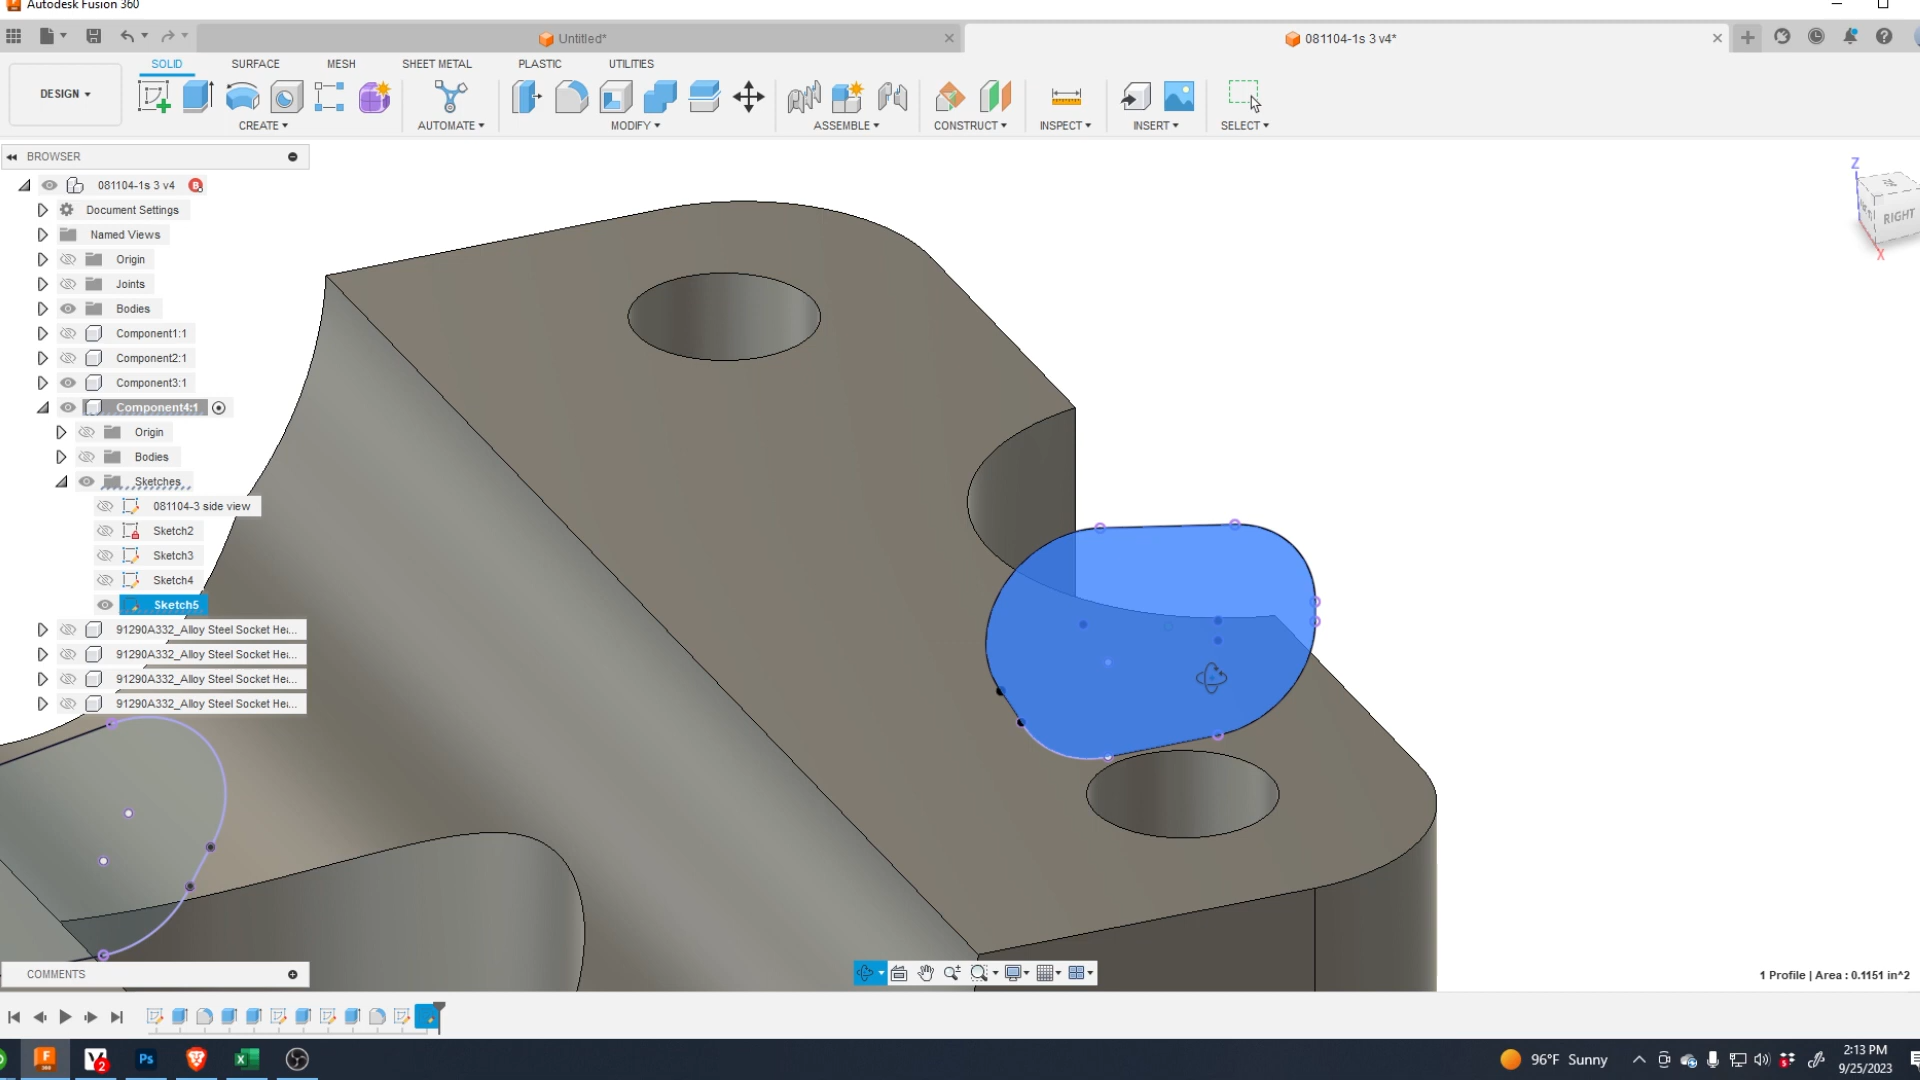 Autodesk Fusion 360
Untitled*
081104-1s 3 v4*
DESIGN
SOLID
SURFACE
MESH
SHEET METAL
PLASTIC
UTILITIES
CREATE
AUTOMATE
MODIFY
ASSEMBLE
CONSTRUCT
INSPECT
INSERT
SELECT
BROWSER
081104-1s 3 v4
Document Settings
Named Views
Origin
Joints
Bodies
Component1:1
Component2:1
Component3:1
Component4:1
Origin
Bodies
Sketches
081104-3 side view
Sketch2
Sketch3
Sketch4
Sketch5
91290A332_Alloy Steel Socket He...
91290A332_Alloy Steel Socket He...
91290A332_Alloy Steel Socket He...
91290A332_Alloy Steel Socket He...
Z
RIGHT
X
COMMENTS
1 Profile | Area : 0.1151 in^2
F
360
V
2
Ps
X
96°F Sunny
2:13 PM
9/25/2023